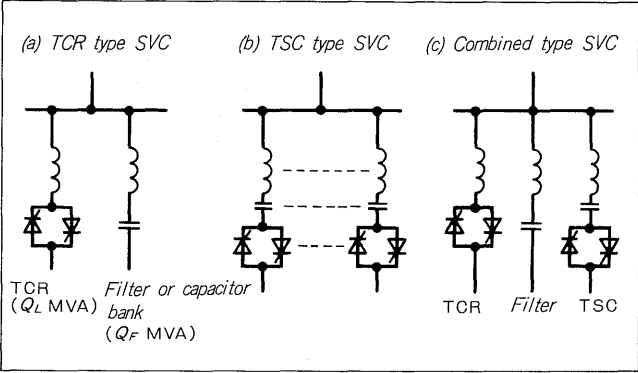 (a) TCR type SVC
(b) TSC type SVC
(c) Combined type SVC
TCR
(QL MVA)
Filter or capacitor
bank
(QF MVA)
TCR
Filter
TSC